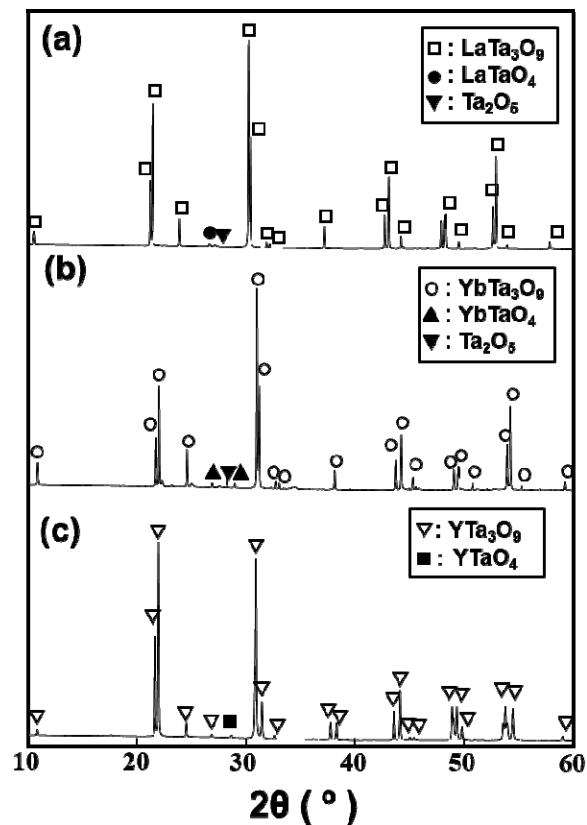 (a)
□ : LaTa₃O₉
● : LaTaO₄
▼ : Ta₂O₅
(b)
○ : YbTa₃O₉
▲ : YbTaO₄
▼ : Ta₂O₅
(c)
▽ : YTa₃O₉
■ : YTaO₄
10 20 30 40 50 60
2θ ( ° )